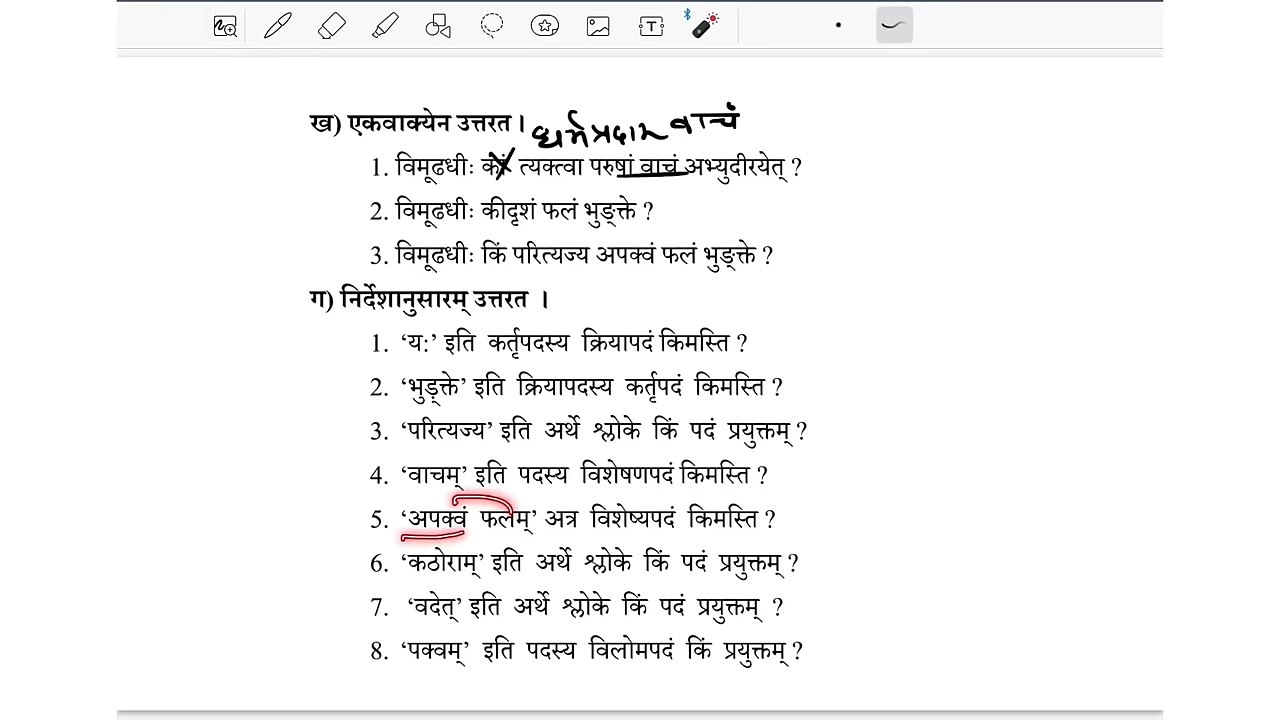 ख) एकवाक्येन उत्तरत ।
धर्मप्रदाम वाचं
1. विमूढधीः कां त्यक्त्वा परुषां वाचं अभ्युदीरयेत् ?
2. विमूढधीः कीदृशं फलं भुङ्क्ते ?
3. विमूढधीः किं परित्यज्य अपक्वं फलं भुङ्क्ते ?
ग) निर्देशानुसारम् उत्तरत ।
1. ‘य:’ इति कर्तृपदस्य क्रियापदं किमस्ति ?
2. ‘भुड़्क्ते’ इति क्रियापदस्य कर्तृपदं किमस्ति ?
3. ‘परित्यज्य’ इति अर्थे श्लोके किं पदं प्रयुक्तम् ?
4. ‘वाचम्’ इति पदस्य विशेषणपदं किमस्ति ?
5. ‘अपक्वं फलम्’ अत्र विशेष्यपदं किमस्ति ?
6. ‘कठोराम्’ इति अर्थे श्लोके किं पदं प्रयुक्तम् ?
7. ‘वदेत्’ इति अर्थे श्लोके किं पदं प्रयुक्तम् ?
8. ‘पक्वम्’ इति पदस्य विलोमपदं किं प्रयुक्तम् ?